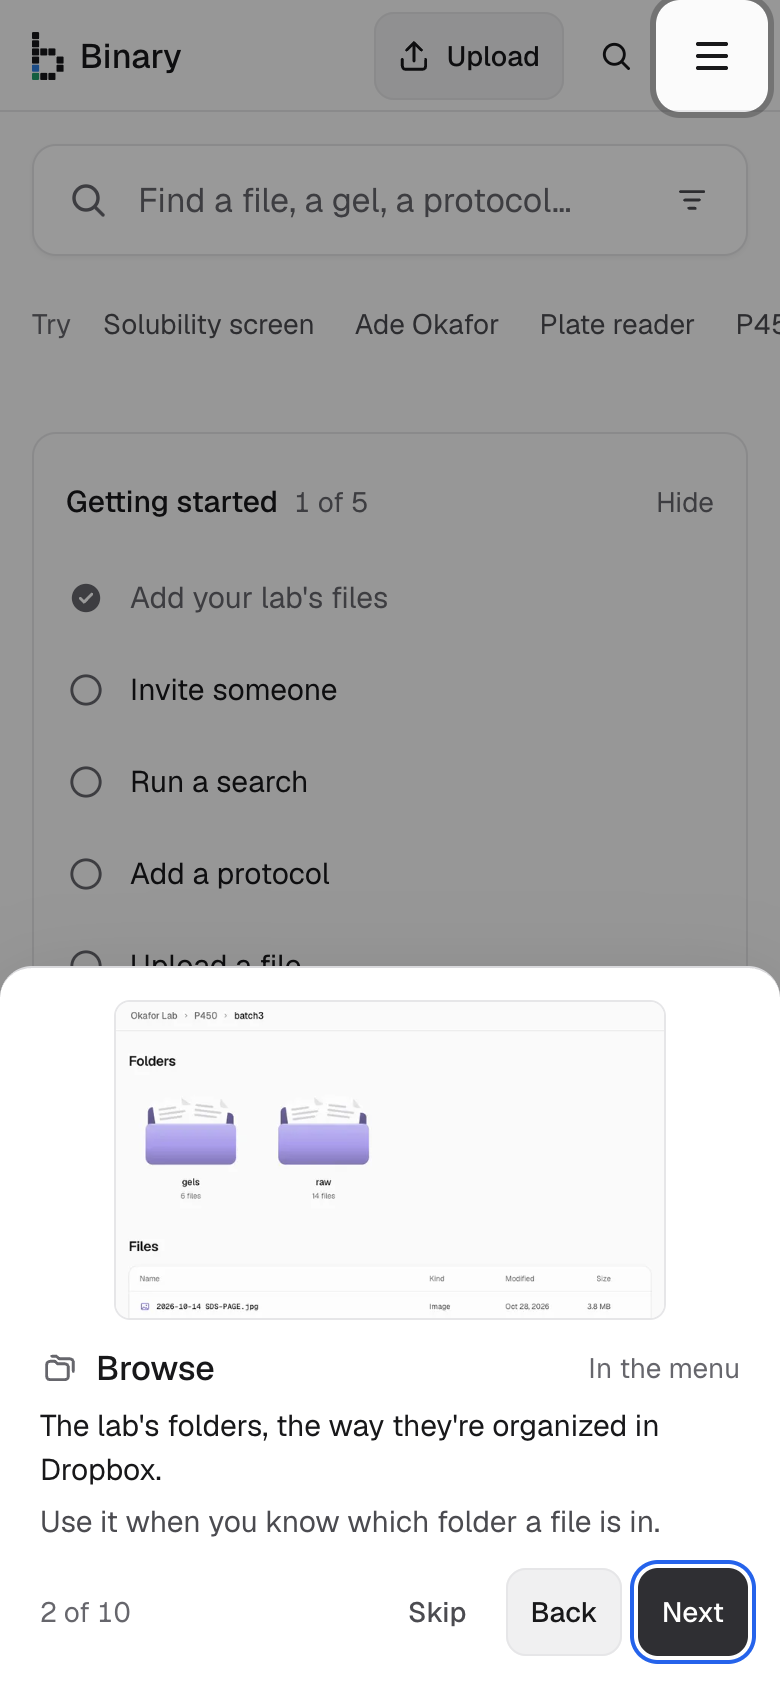 Binary
Upload
Find a file, a gel, a protocol...
Try Solubility screen Ade Okafor Plate reader P45
Getting started 1 of 5 Hide
Add your lab's files
Invite someone
Run a search
Add a protocol
Upload a file
Okafor Lab › P450 › batch3
Folders
gels raw
6 files 14 files
Files
Name Kind Modified Size
2026-10-14 SDS-PAGE.jpg Image Oct 28, 2026 3.8 MB
Browse In the menu
The lab's folders, the way they're organized in
Dropbox.
Use it when you know which folder a file is in.
2 of 10 Skip Back Next